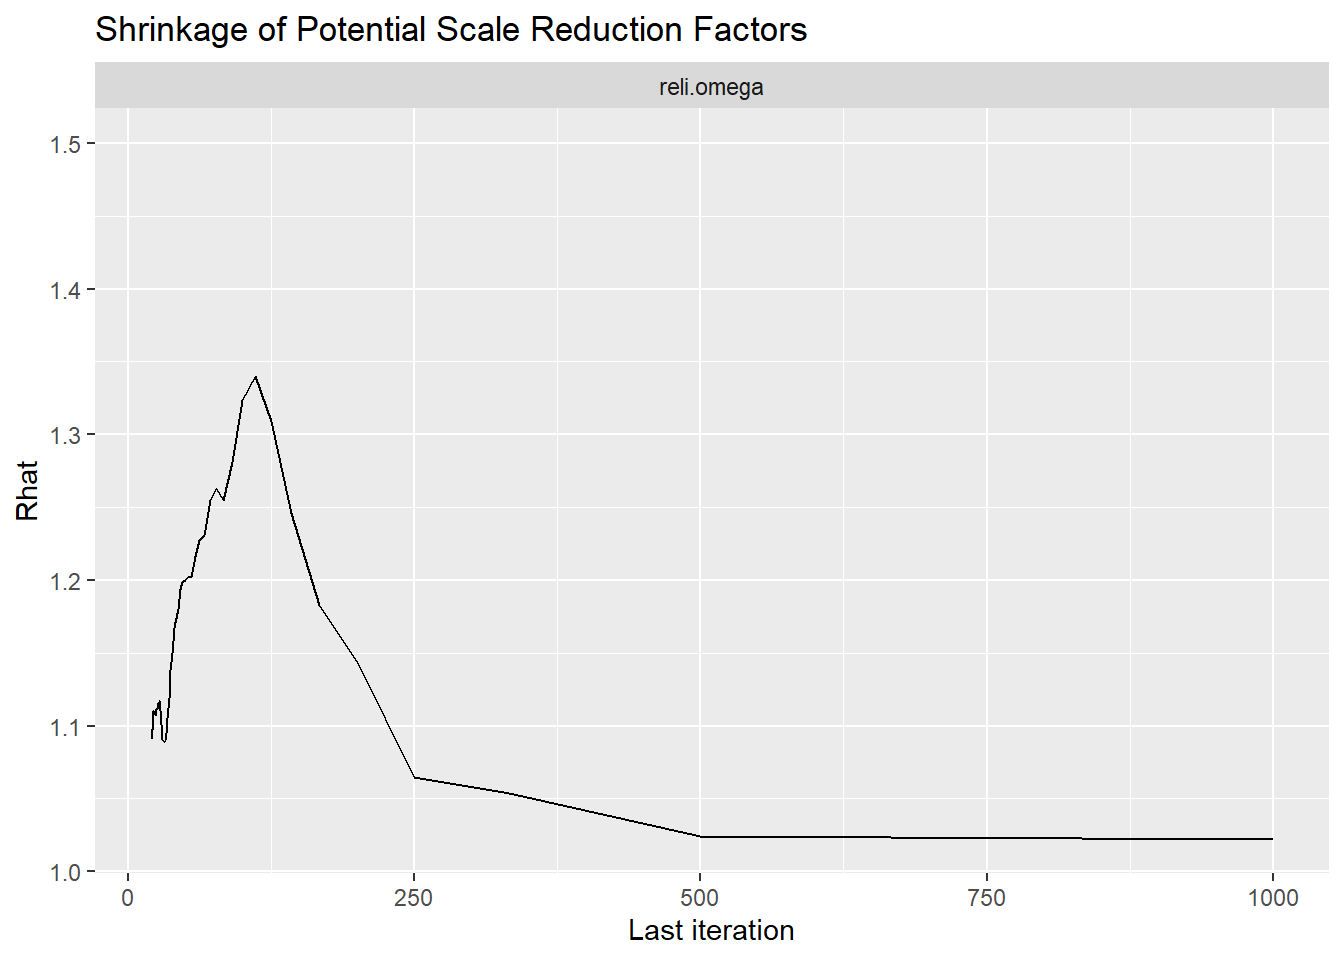 Shrinkage of Potential Scale Reduction Factors
reli.omega
1.5
1.4
1.3
1.2
1.1
1.0
Rhat
0 250 500 750 1000
Last iteration